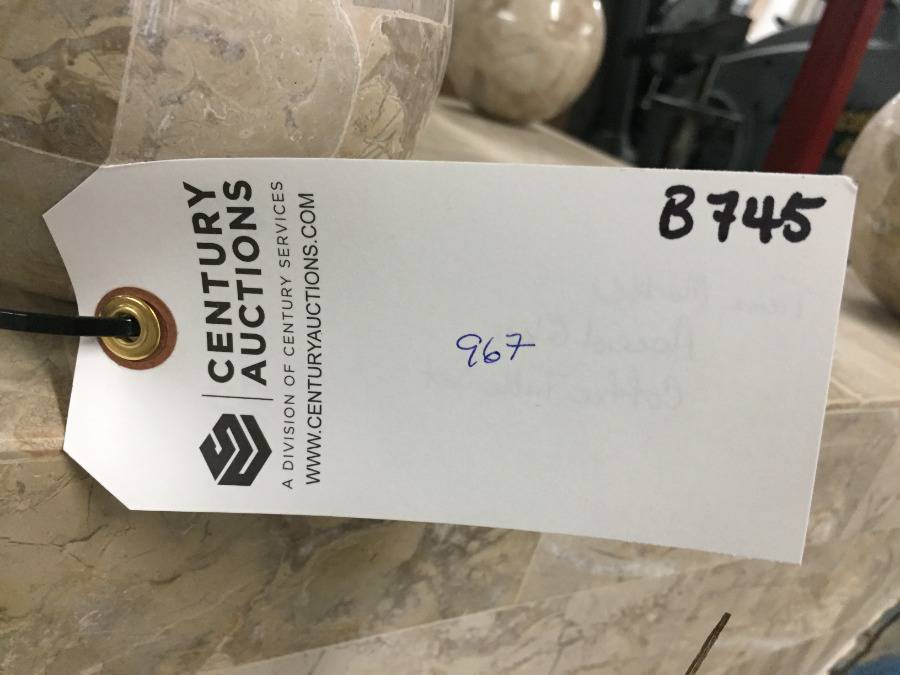 CENTURY
AUCTIONS
A DIVISION OF CENTURY SERVICES
WWW.CENTURYAUCTIONS.COM
B745
967